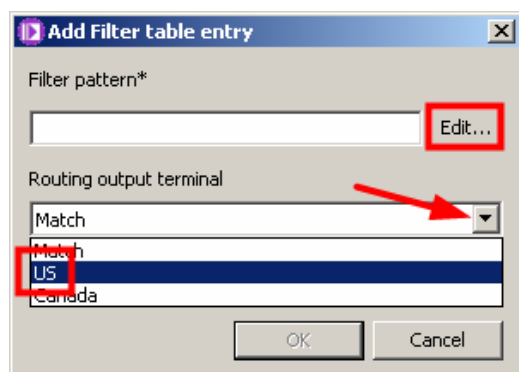 Add Filter table entry
Filter pattern*
Edit...
Routing output terminal
Match
Match
US
Canada
OK Cancel